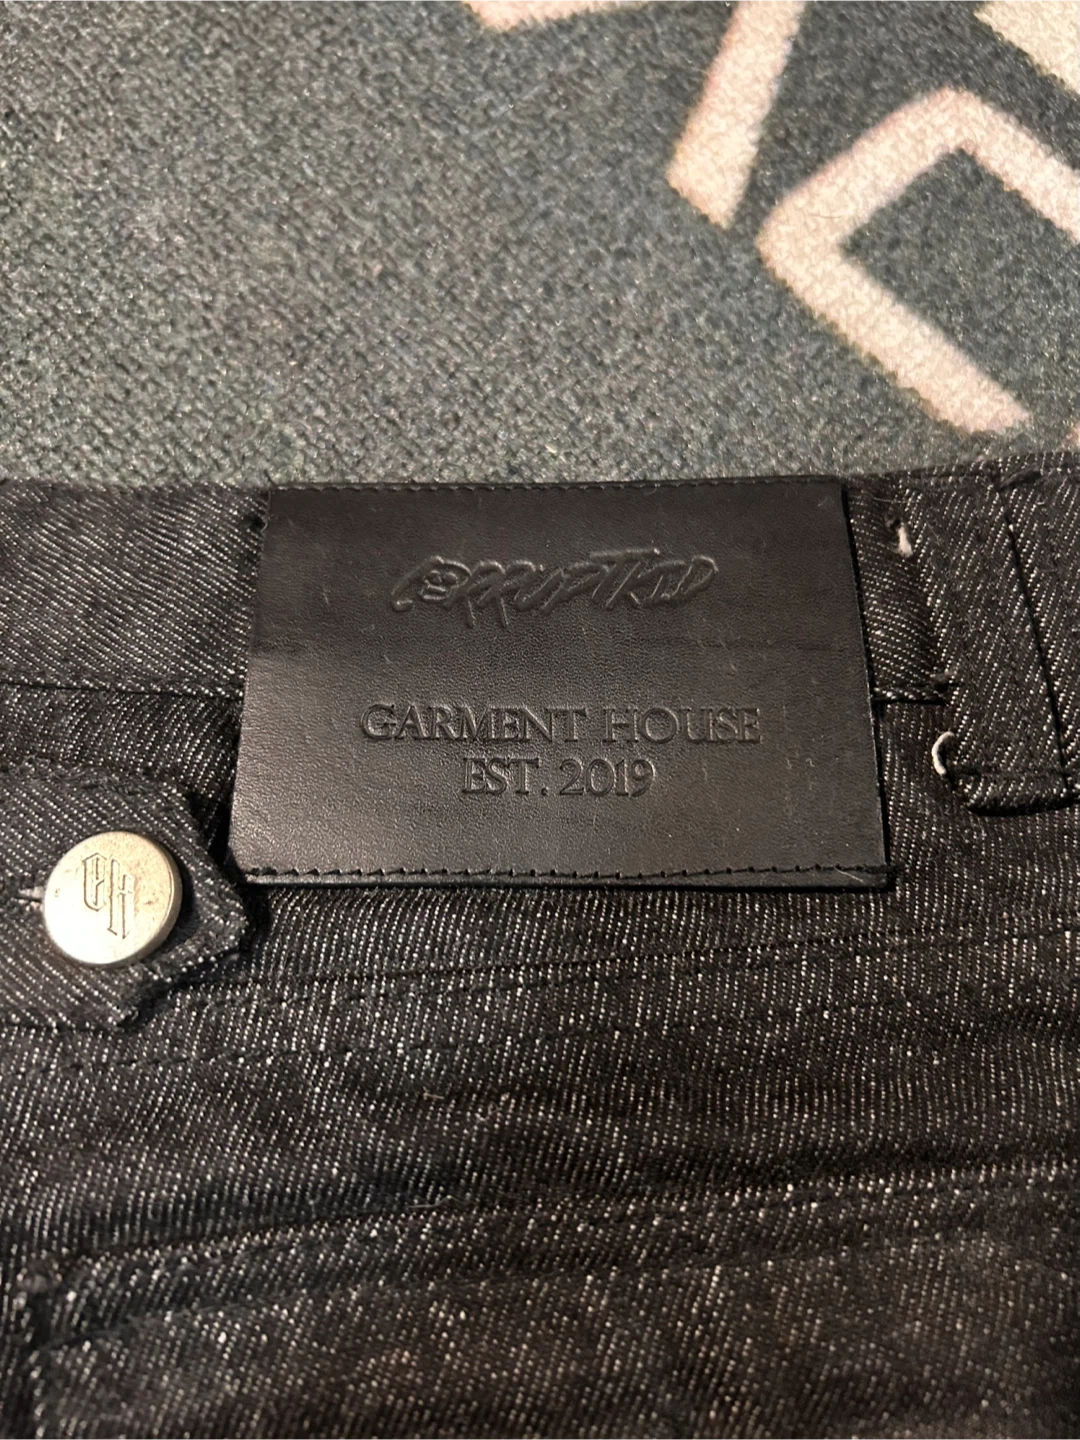 CORRUPTKID
GARMENT HOUSE
EST. 2019